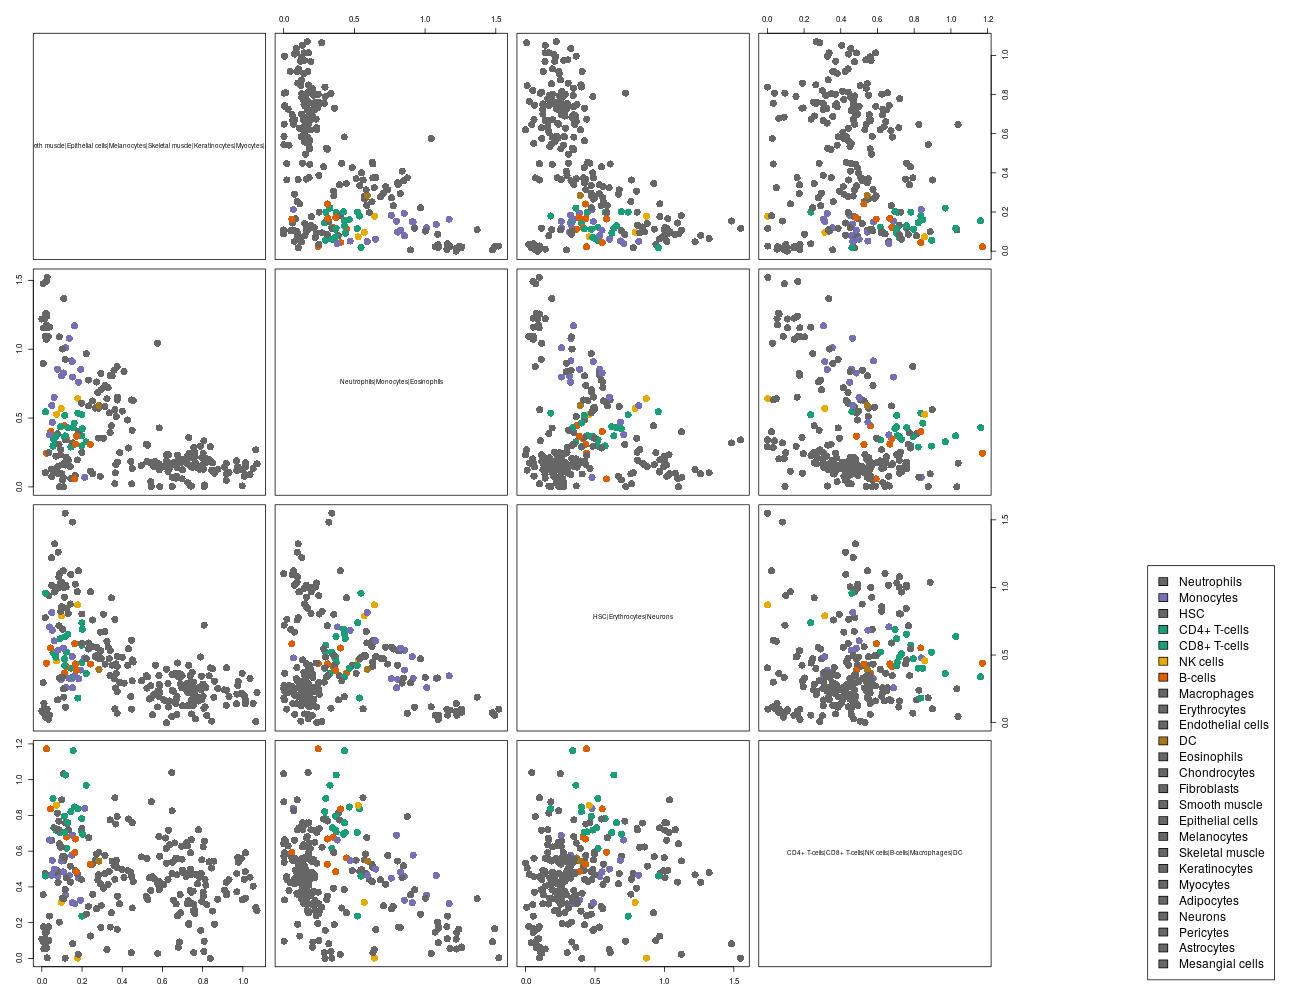 0.0 0.5 1.0 1.5
0.0 0.2 0.4 0.6 0.8 1.0 1.2
oth muscle|Epithelial cells|Melanocytes|Skeletal muscle|Keratinocytes|Myocytes|
0.0 0.2 0.4 0.6 0.8 1.0
0.0 0.5 1.0 1.5
Neutrophils|Monocytes|Eosinophils
HSC|Erythrocytes|Neurons
0.0 0.5 1.0 1.5
0.0 0.2 0.4 0.6 0.8 1.0 1.2
CD4+ T-cells|CD8+ T-cells|NK cells|B-cells|Macrophages|DC
0.0 0.2 0.4 0.6 0.8 1.0
0.0 0.5 1.0 1.5
Neutrophils
Monocytes
HSC
CD4+ T-cells
CD8+ T-cells
NK cells
B-cells
Macrophages
Erythrocytes
Endothelial cells
DC
Eosinophils
Chondrocytes
Fibroblasts
Smooth muscle
Epithelial cells
Melanocytes
Skeletal muscle
Keratinocytes
Myocytes
Adipocytes
Neurons
Pericytes
Astrocytes
Mesangial cells